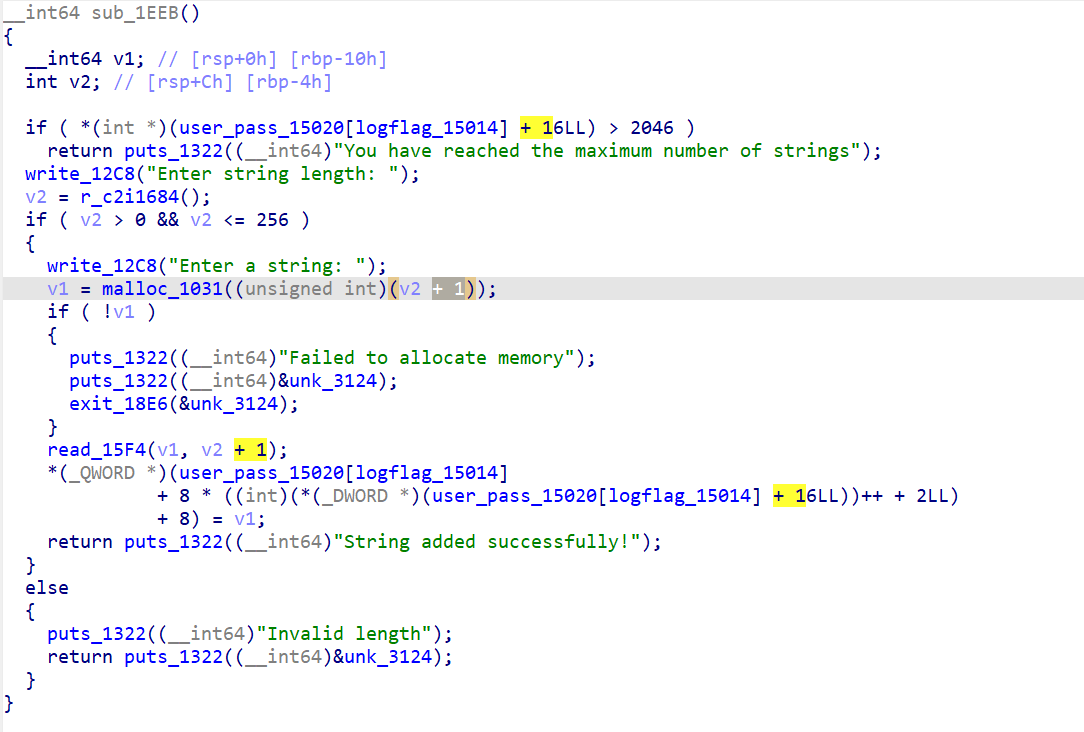 __int64 sub_1EEB()
{
  __int64 v1; // [rsp+0h] [rbp-10h]
  int v2; // [rsp+Ch] [rbp-4h]

  if ( *(int *)(user_pass_15020[logflag_15014] + 16LL) > 2046 )
    return puts_1322((__int64)"You have reached the maximum number of strings");
  write_12C8("Enter string length: ");
  v2 = r_c2i1684();
  if ( v2 > 0 && v2 <= 256 )
  {
    write_12C8("Enter a string: ");
    v1 = malloc_1031((unsigned int)(v2 + 1));
    if ( !v1 )
    {
      puts_1322((__int64)"Failed to allocate memory");
      puts_1322((__int64)&unk_3124);
      exit_18E6(&unk_3124);
    }
    read_15F4(v1, v2 + 1);
    *(_QWORD *)(user_pass_15020[logflag_15014]
              + 8 * ((int)(*(_DWORD *)(user_pass_15020[logflag_15014] + 16LL))++ + 2LL)
              + 8) = v1;
    return puts_1322((__int64)"String added successfully!");
  }
  else
  {
    puts_1322((__int64)"Invalid length");
    return puts_1322((__int64)&unk_3124);
  }
}